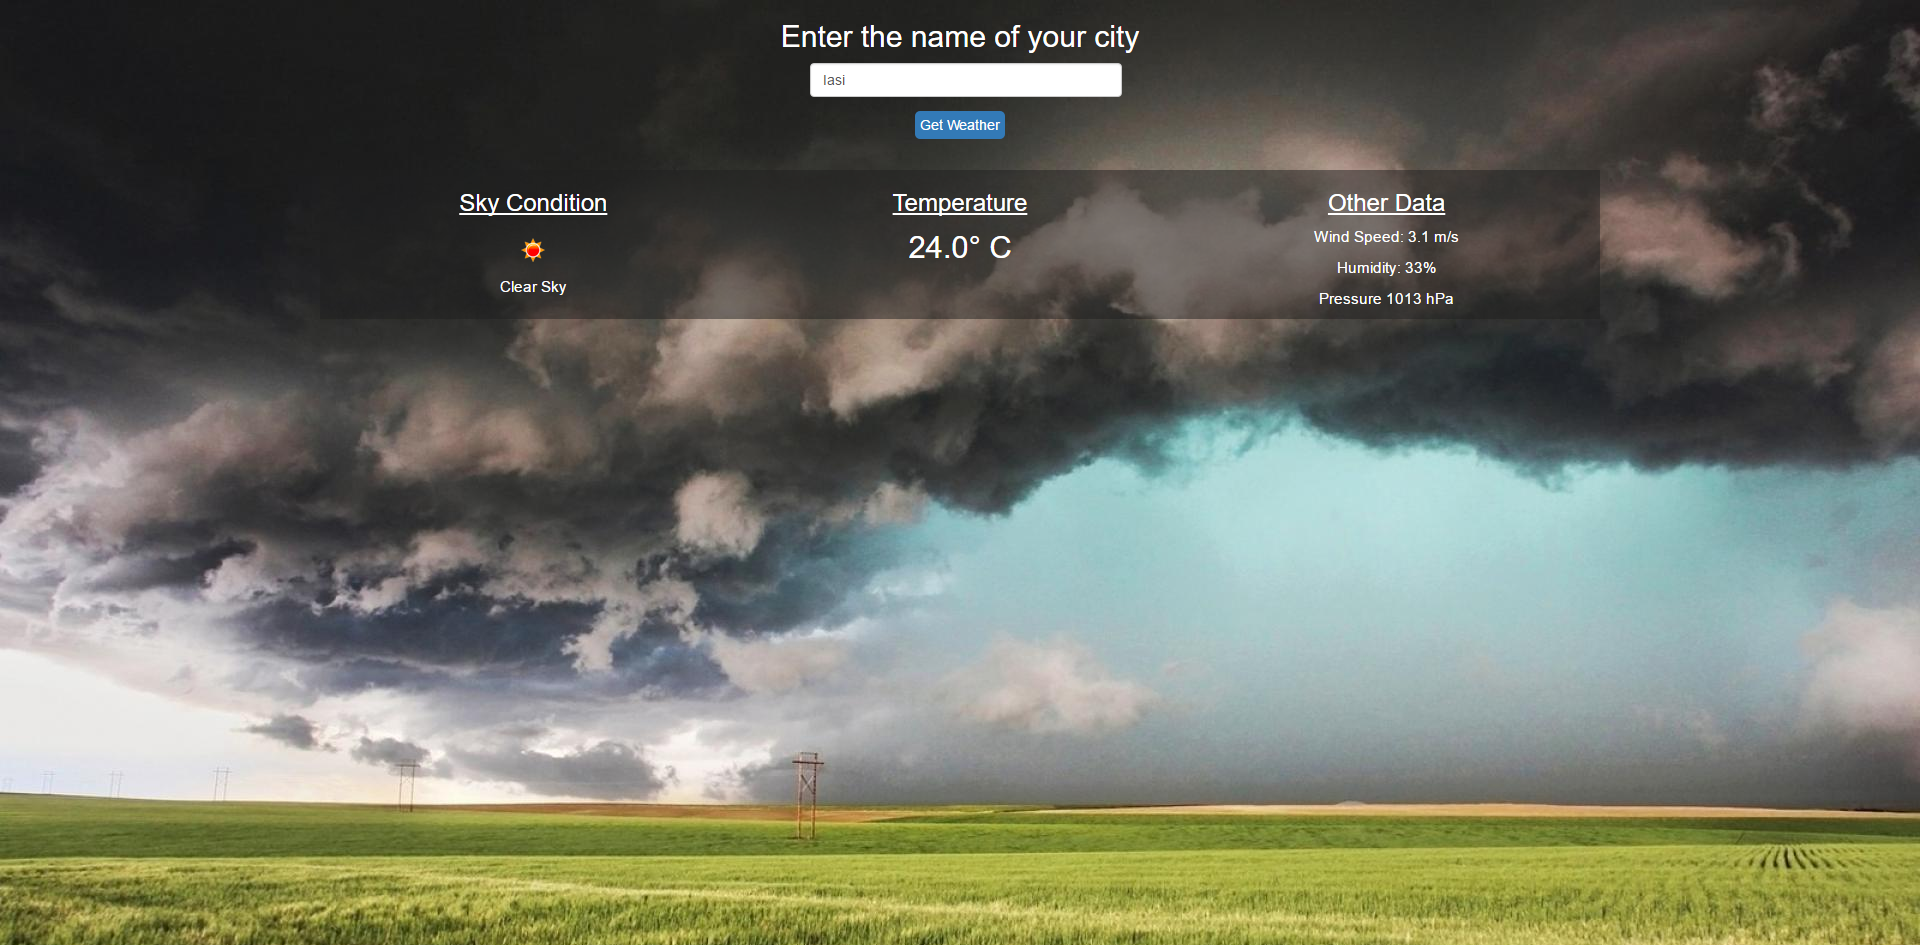 Enter the name of your city
Iasi
Get Weather
Sky Condition
Clear Sky
Temperature
24.0° C
Other Data
Wind Speed: 3.1 m/s
Humidity: 33%
Pressure 1013 hPa